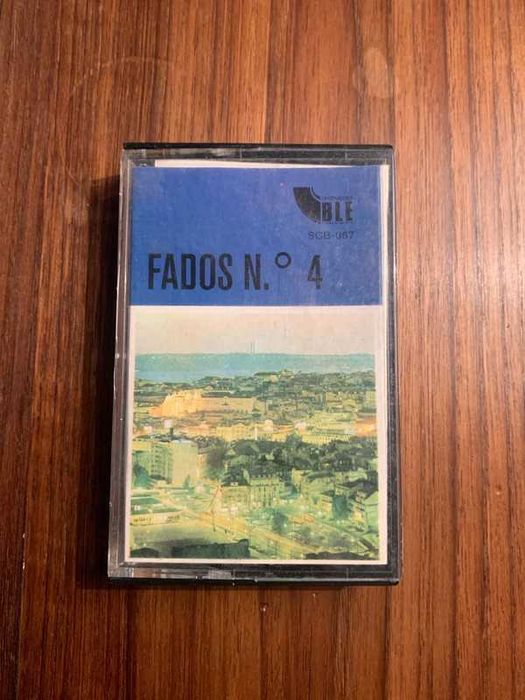 BLE
SCB-067
FADOS N.º 4